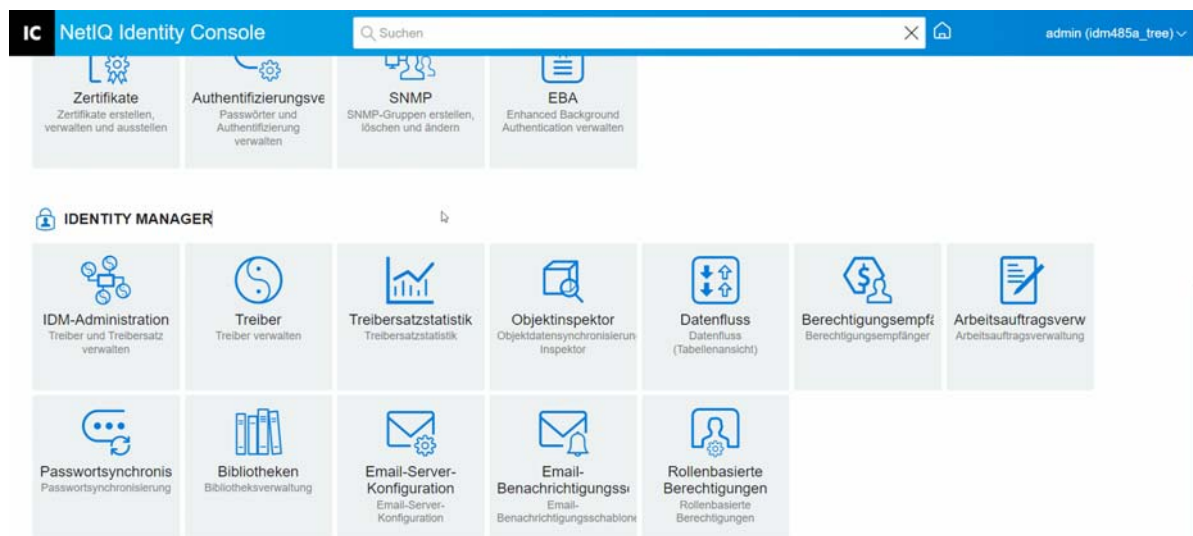 IC NetIQ Identity Console Suchen admin (idm485a_tree)
Zertifikate Authentifizierungsve SNMP EBA
Zertifikate erstellen, Passwörter und SNMP-Gruppen erstellen, Enhanced Background
verwalten und ausstellen Authentifizierung löschen und ändern Authentication verwalten
verwalten
IDENTITY MANAGER
IDM-Administration Treiber Treibersatzstatistik Objektinspektor Datenfluss Berechtigungsempfä Arbeitsauftragsverw
Treiber und Treibersatz Treiber verwalten Treibersatzstatistik Objektdatensynchronisierun Datenfluss Berechtigungsempfänger Arbeitsauftragsverwaltung
verwalten Inspektor (Tabellenansicht)
Passwortsynchronis Bibliotheken Email-Server- Email- Rollenbasierte
Passwortsynchronisierung Bibliotheksverwaltung Konfiguration Benachrichtigungss Berechtigungen
Email-Server- Email- Rollenbasierte
Konfiguration Benachrichtigungsschablone Berechtigungen